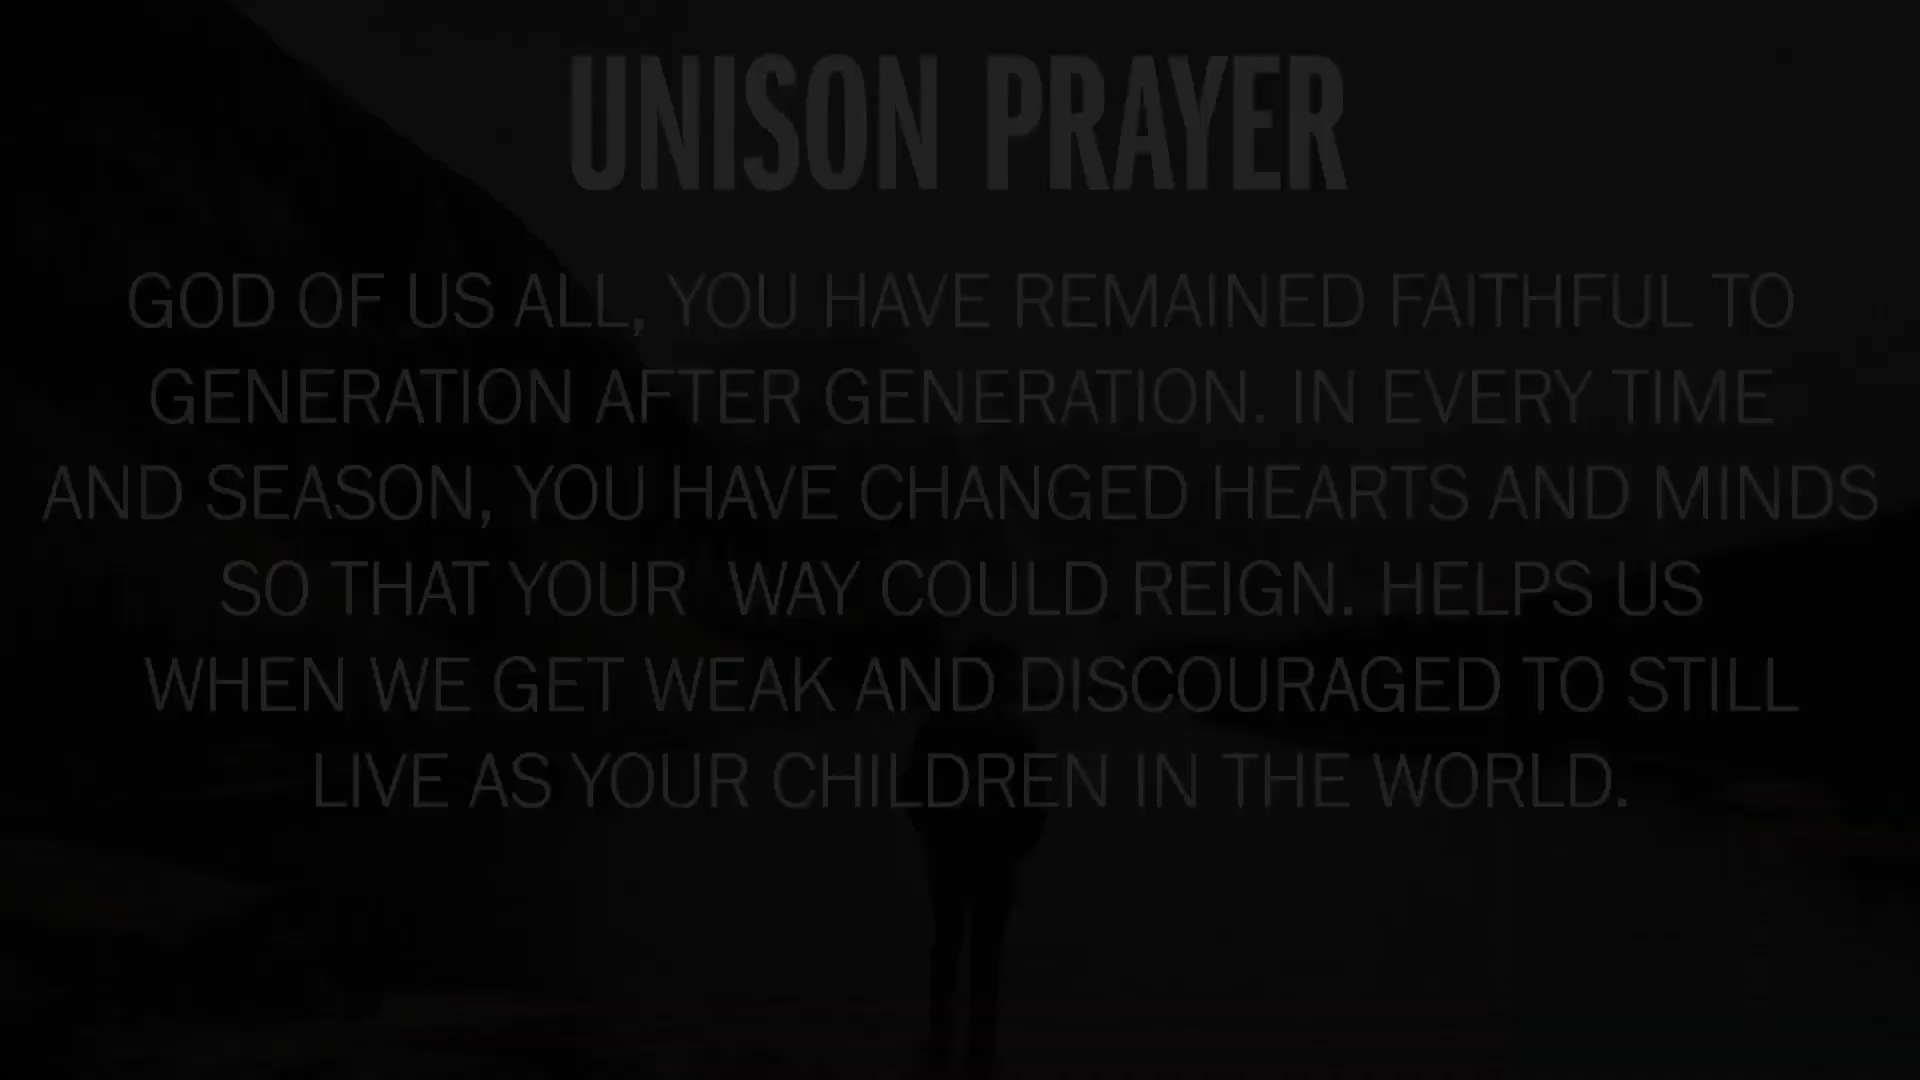 UNISON PRAYER
GOD OF US ALL, YOU HAVE REMAINED FAITHFUL TO
GENERATION AFTER GENERATION. IN EVERY TIME
AND SEASON, YOU HAVE CHANGED HEARTS AND MINDS
SO THAT YOUR  WAY COULD REIGN. HELPS US
WHEN WE GET WEAK AND DISCOURAGED TO STILL
LIVE AS YOUR CHILDREN IN THE WORLD.